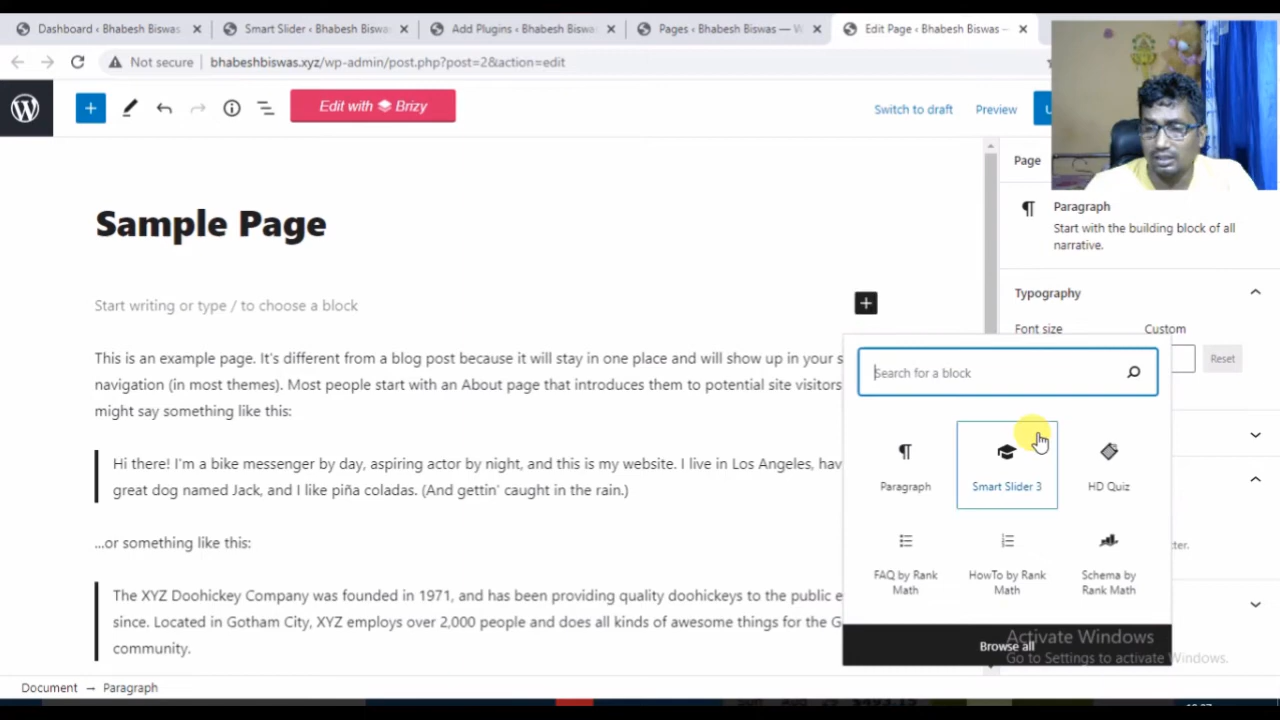 Dashboard ‹ Bhabesh Biswas
Smart Slider ‹ Bhabesh Biswas
Add Plugins ‹ Bhabesh Biswas
Pages ‹ Bhabesh Biswas — W
Edit Page ‹ Bhabesh Biswas —
Not secure
bhabeshbiswas.xyz/wp-admin/post.php?post=2&action=edit
Edit with Brizy
Switch to draft
Preview
U
Page
Sample Page
Paragraph
Start with the building block of all
narrative.
Typography
Font size
Custom
Reset
Start writing or type / to choose a block
This is an example page. It's different from a blog post because it will stay in one place and will show up in your s
navigation (in most themes). Most people start with an About page that introduces them to potential site visitors
might say something like this:
Hi there! I'm a bike messenger by day, aspiring actor by night, and this is my website. I live in Los Angeles, hav
great dog named Jack, and I like piña coladas. (And gettin' caught in the rain.)
...or something like this:
The XYZ Doohickey Company was founded in 1971, and has been providing quality doohickeys to the public e
since. Located in Gotham City, XYZ employs over 2,000 people and does all kinds of awesome things for the G
community.
Search for a block
Paragraph
Smart Slider 3
HD Quiz
FAQ by Rank
Math
HowTo by Rank
Math
Schema by
Rank Math
Browse all
tter.
Activate Windows
Go to Settings to activate Windows.
Document → Paragraph